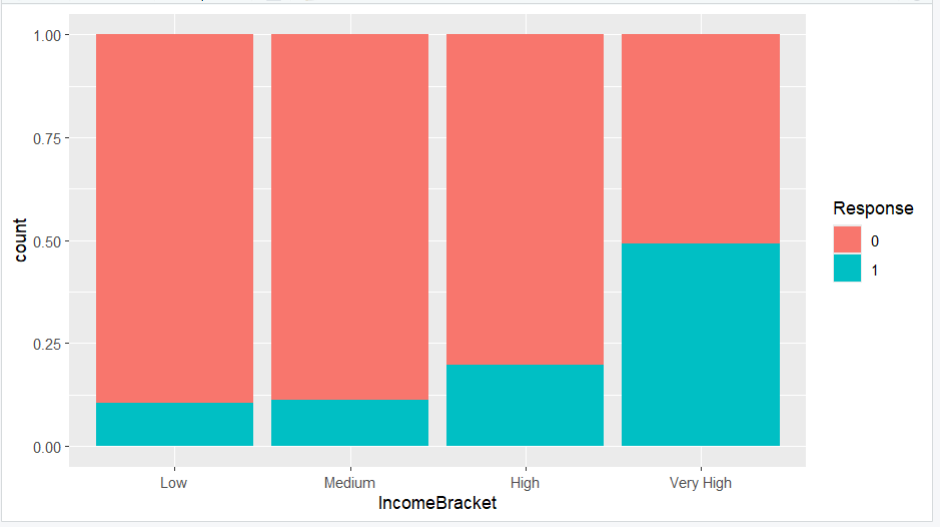 1.00
0.75
0.50
0.25
0.00
count
Low
Medium
High
Very High
IncomeBracket
Response
0
1